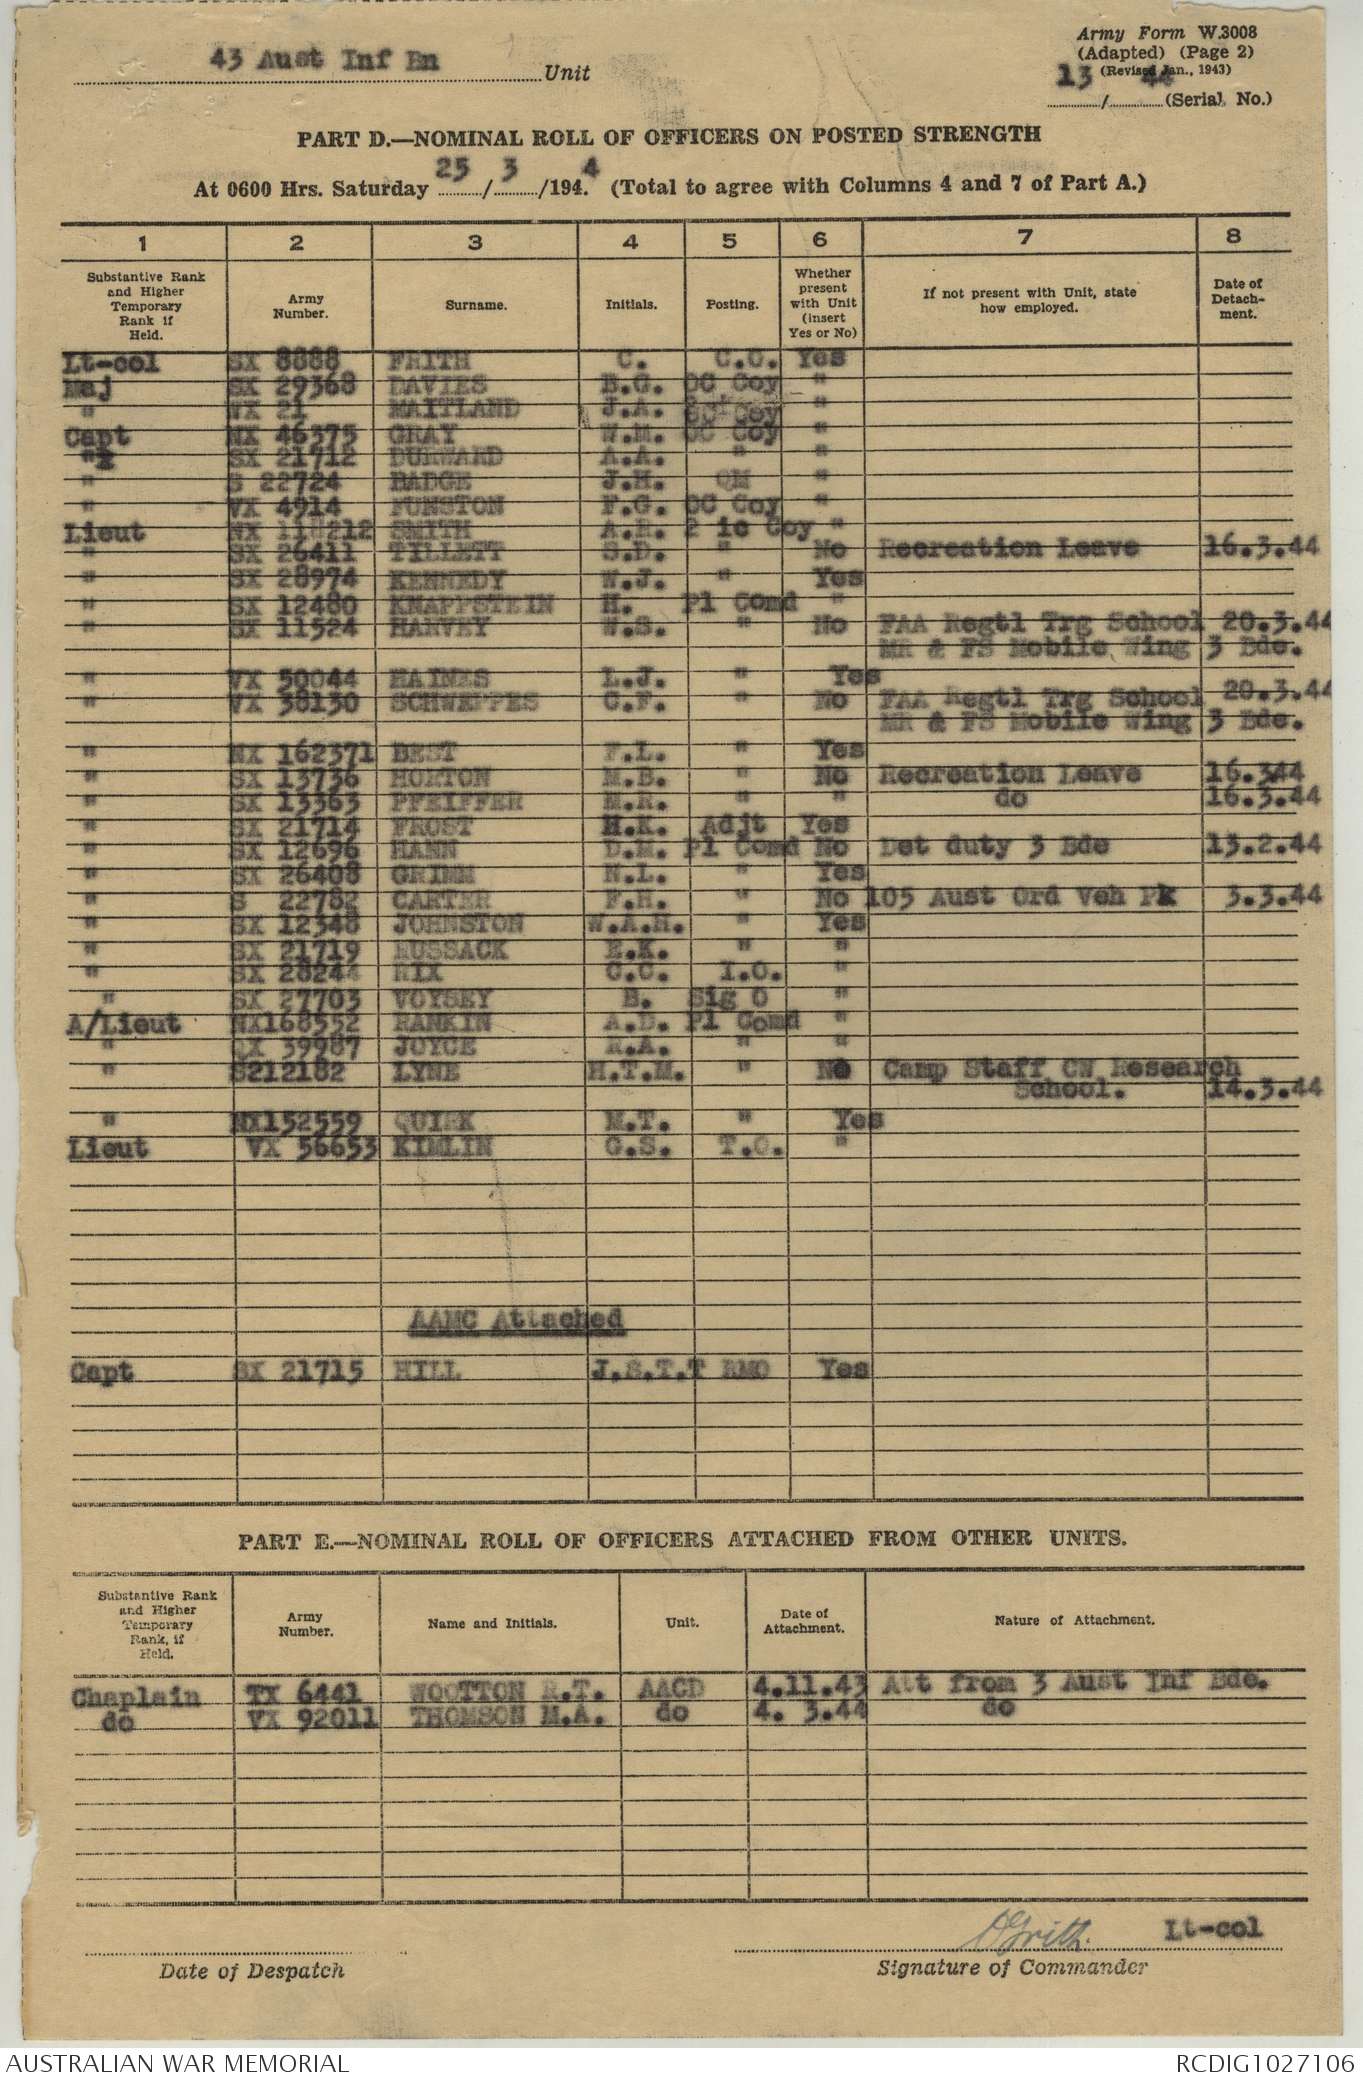 43 Aust Inf Bn Unit
Army Form W.3008
(Adapted) (Page 2)
(Revised Jan., 1943)
13 / 44 (Serial No.)
PART D.—NOMINAL ROLL OF OFFICERS ON POSTED STRENGTH
At 0600 Hrs. Saturday 25/3/1944 (Total to agree with Columns 4 and 7 of Part A.)
1 2 3 4 5 6 7 8
Substantive Rank and Higher Temporary Rank if Held. Army Number. Surname. Initials. Posting. Whether present with Unit (insert Yes or No) If not present with Unit, state how employed. Date of Detachment.
Lt-col SX 8888 FRITH C. C.O. Yes
Maj SX 29368 DAVIES B.G. OC Coy "
" WX 21 MAITLAND J.A. OC Coy "
Capt NX 46375 GRAY W.M. OC Coy "
" SX 21712 DURWARD A.A. " "
" S 22724 BADGE J.H. QM "
" VX 4914 FUNSTON F.G. OC Coy "
Lieut NX 118212 SMITH A.R. 2 ic Coy "
" SX 26411 TILLETT S.D. " No Recreation Leave 16.3.44
" SX 28974 KENNEDY W.J. " Yes
" SX 12480 KNAPPSTEIN H. Pl Comd "
" SX 11524 HARVEY W.S. " No FAA Regtl Trg School 20.3.44
MR & FS Mobile Wing 3 Bde.
" VX 50044 HAINES L.J. " Yes
" VX 38130 SCHWEPPES C.F. " No FAA Regtl Trg School 20.3.44
MR & FS Mobile Wing 3 Bde.
" NX 162371 BEST F.L. " Yes
" SX 13736 HORTON M.B. " No Recreation Leave 16.344
" SX 13363 PFEIFFER M.R. " " do 16.3.44
" SX 21714 FROST H.K. Adjt Yes
" SX 12696 HANN D.M. Pl Comd No Det duty 3 Bde 13.2.44
" SX 26408 GRIMM N.L. " Yes
" S 22782 CARTER F.H. " No 105 Aust Ord Veh Pk 3.3.44
" SX 12348 JOHNSTON W.A.H. " Yes
" SX 21719 RUSSACK E.K. " "
" SX 28244 RIX C.C. I.O. "
" SX 27703 VOYSEY B. Sig O "
A/Lieut NX168552 RANKIN A.D. Pl Comd "
" QX 39987 JOYCE R.A. " "
" S212182 LYNE H.T.M. " No Camp Staff CW Research
School. 14.3.44
" NX152559 QUIRK M.T. " Yes
Lieut VX 56653 KIMLIN G.S. T.O. "
AAMC Attached
Capt SX 21715 HILL J.S.T.T RMO Yes
PART E.—NOMINAL ROLL OF OFFICERS ATTACHED FROM OTHER UNITS.
Substantive Rank and Higher Temporary Rank, if Held. Army Number. Name and Initials. Unit. Date of Attachment. Nature of Attachment.
Chaplain TX 6441 WOOTTON R.T. AACD 4.11.43 Att from 3 Aust Inf Bde.
do VX 92011 THOMSON M.A. do 4. 3.44 do
Frith. Lt-col
Date of Despatch
Signature of Commander
AUSTRALIAN WAR MEMORIAL
RCDIG1027106